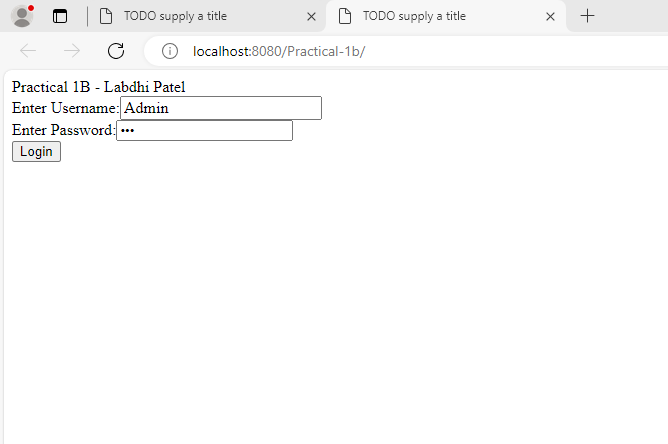 TODO supply a title
TODO supply a title
localhost:8080/Practical-1b/
Practical 1B - Labdhi Patel
Enter Username: Admin
Enter Password: •••
Login